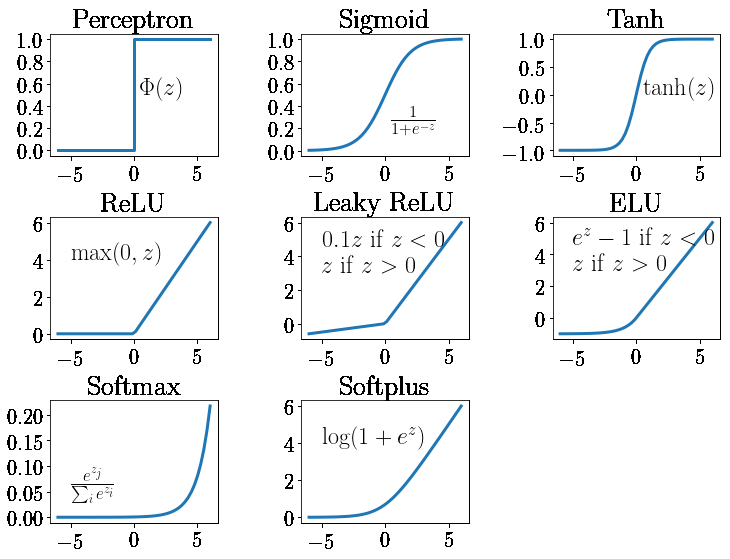 Perceptron
1.0
0.8
0.6
0.4
0.2
0.0
Φ(z)
−5 0 5
Sigmoid
1.0
0.8
0.6
0.4
0.2
0.0
1
1+e^{−z}
−5 0 5
Tanh
1.0
0.5
0.0
−0.5
−1.0
tanh(z)
−5 0 5
ReLU
6
4
2
0
max(0, z)
−5 0 5
Leaky ReLU
6
4
2
0
0.1z if z < 0
z if z > 0
−5 0 5
ELU
6
4
2
0
e^z − 1 if z < 0
z if z > 0
−5 0 5
Softmax
0.20
0.15
0.10
0.05
0.00
e^{z_j}
∑_i e^{z_i}
−5 0 5
Softplus
6
4
2
0
log(1 + e^z)
−5 0 5